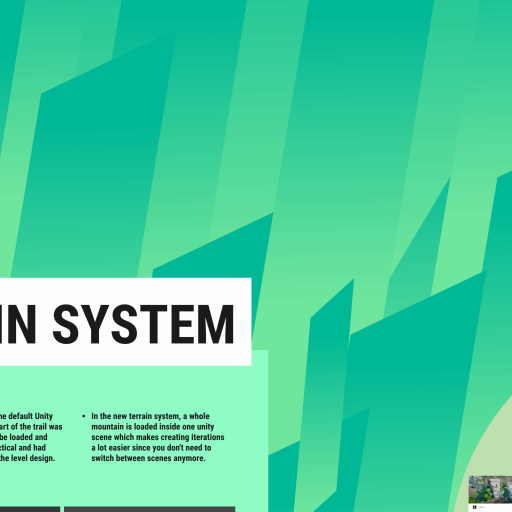 IN SYSTEM
he default Unity
art of the trail was
be loaded and
ctical and had
the level design.
• In the new terrain system, a whole
mountain is loaded inside one unity
scene which makes creating iterations
a lot easier since you don't need to
switch between scenes anymore.